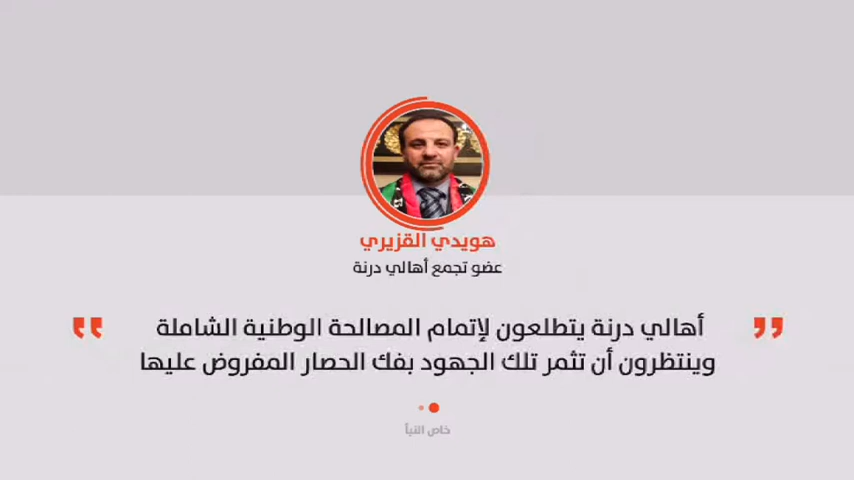 هويدي القزيري
عضو تجمع أهالي درنة
أهالي درنة يتطلعون لإتمام المصالحة الوطنية الشاملة
وينتظرون أن تثمر تلك الجهود بفك الحصار المفروض عليها
خاص النبأ